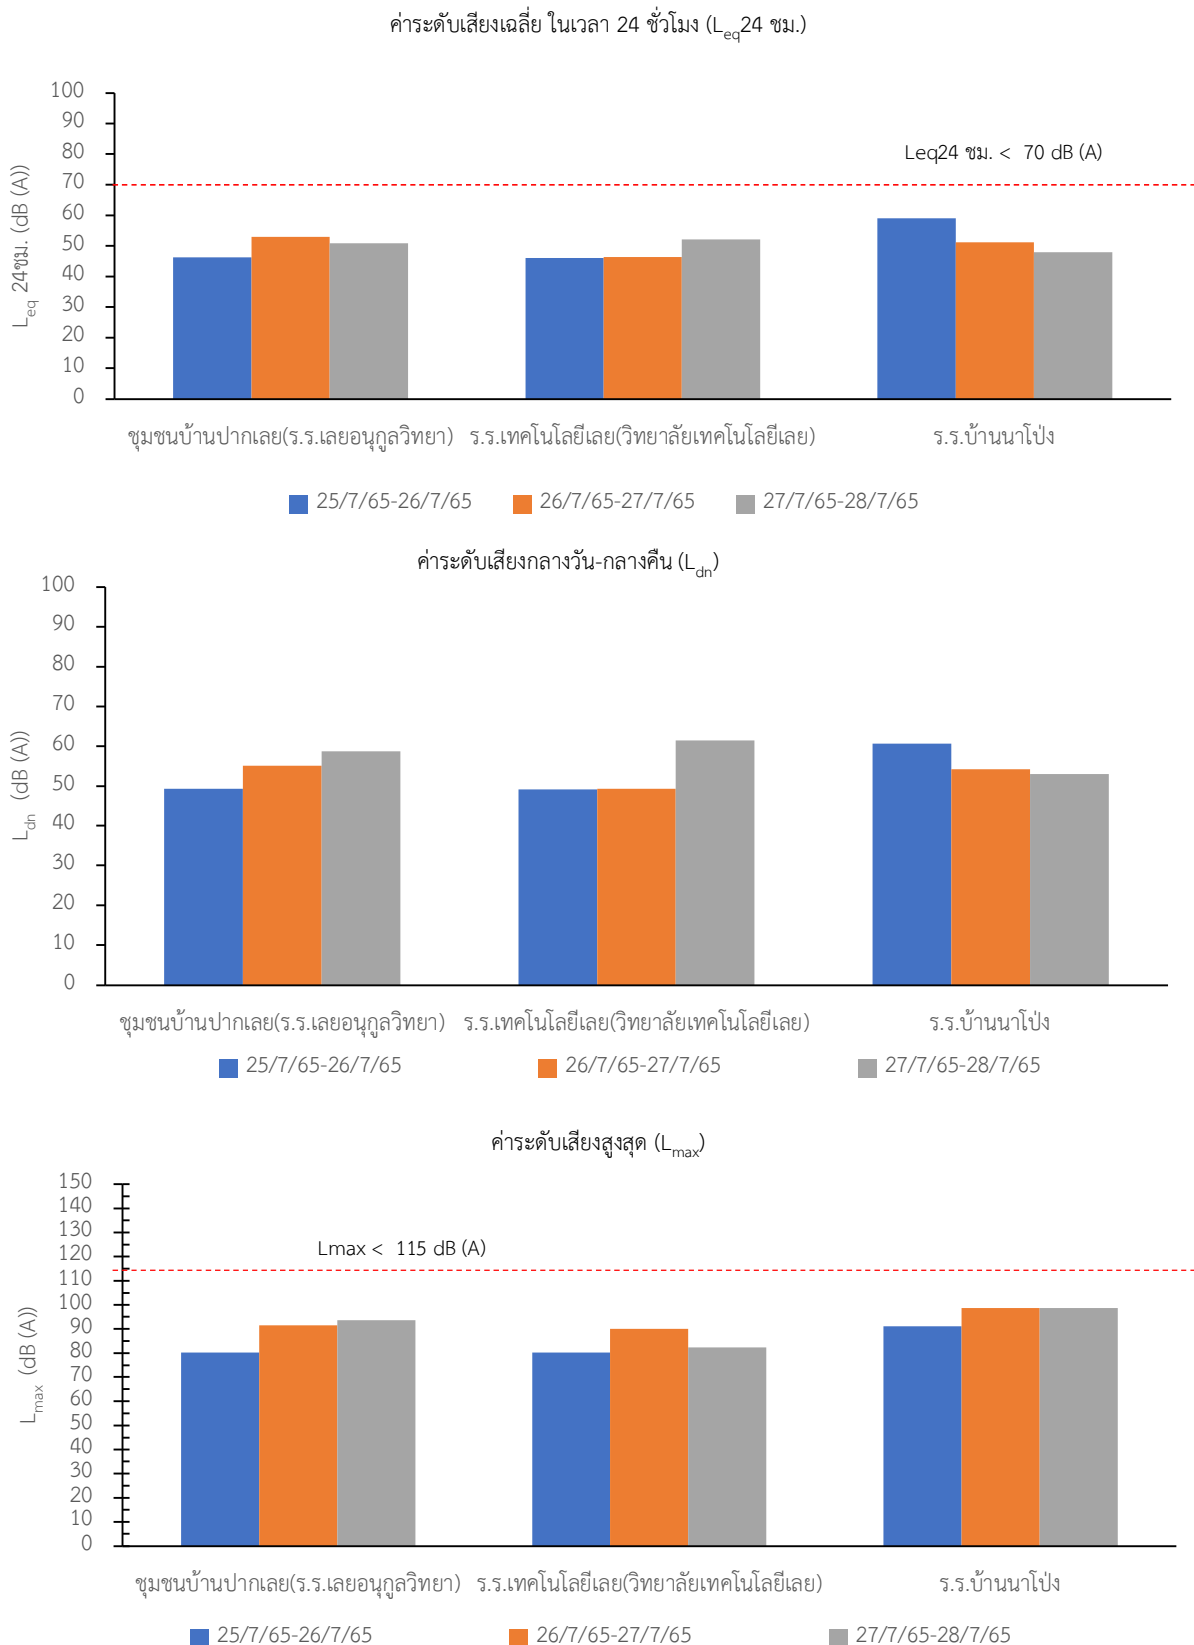 ค่าระดับเสียงเฉลี่ย ในเวลา 24 ชั่วโมง (Leq24 ชม.)
100
90
80
70
60
50
40
30
20
10
0
Leq 24ชม. (dB (A))
Leq24 ชม. < 70 dB (A)
ชุมชนบ้านปากเลย(ร.ร.เลยอนุกูลวิทยา) ร.ร.เทคโนโลยีเลย(วิทยาลัยเทคโนโลยีเลย) ร.ร.บ้านนาโป่ง
25/7/65-26/7/65 26/7/65-27/7/65 27/7/65-28/7/65
ค่าระดับเสียงกลางวัน-กลางคืน (Ldn)
100
90
80
70
60
50
40
30
20
10
0
Ldn (dB (A))
ชุมชนบ้านปากเลย(ร.ร.เลยอนุกูลวิทยา) ร.ร.เทคโนโลยีเลย(วิทยาลัยเทคโนโลยีเลย) ร.ร.บ้านนาโป่ง
25/7/65-26/7/65 26/7/65-27/7/65 27/7/65-28/7/65
ค่าระดับเสียงสูงสุด (Lmax)
150
140
130
120
110
100
90
80
70
60
50
40
30
20
10
0
Lmax (dB (A))
Lmax < 115 dB (A)
ชุมชนบ้านปากเลย(ร.ร.เลยอนุกูลวิทยา) ร.ร.เทคโนโลยีเลย(วิทยาลัยเทคโนโลยีเลย) ร.ร.บ้านนาโป่ง
25/7/65-26/7/65 26/7/65-27/7/65 27/7/65-28/7/65